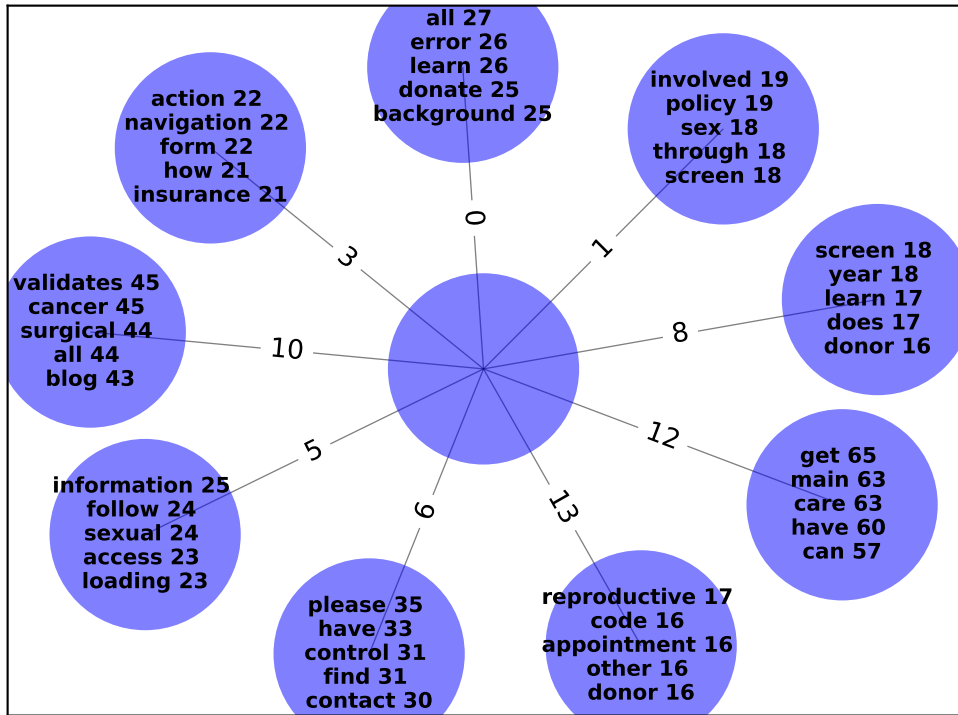 all 27
error 26
learn 26
donate 25
background 25
involved 19
policy 19
sex 18
through 18
screen 18
action 22
navigation 22
form 22
how 21
insurance 21
0
1
3
screen 18
year 18
learn 17
does 17
donor 16
validates 45
cancer 45
surgical 44
all 44
blog 43
8
10
12
5
get 65
main 63
care 63
have 60
can 57
information 25
follow 24
sexual 24
access 23
loading 23
6
13
please 35
have 33
control 31
find 31
contact 30
reproductive 17
code 16
appointment 16
other 16
donor 16